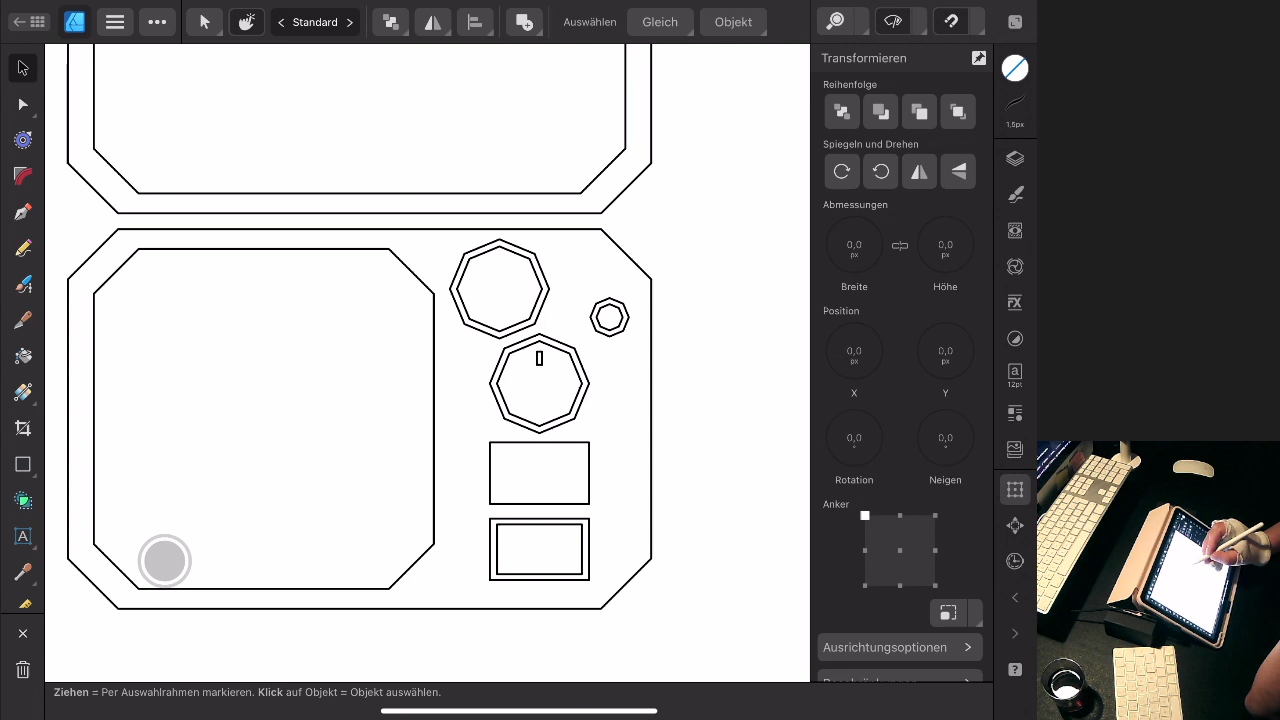 Standard
Auswählen
Gleich
Objekt
Transformieren
Reihenfolge
1,5px
Spiegeln und Drehen
Abmessungen
0,0 px
0,0 px
Breite
Höhe
FX
Position
0,0 px
0,0 px
a
12pt
X
Y
0,0 °
0,0 °
Rotation
Neigen
Anker
A
Ausrichtungsoptionen
?
Ziehen = Per Auswahlrahmen markieren. Klick auf Objekt = Objekt auswählen.